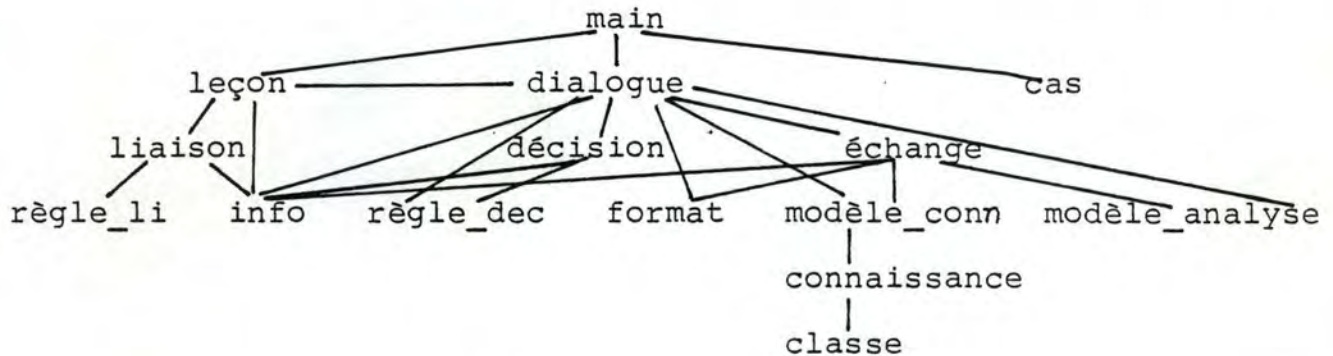 main
leçon dialogue cas
liaison décision échange
règle_li info règle_dec format modèle_conn modèle_analyse
connaissance
classe